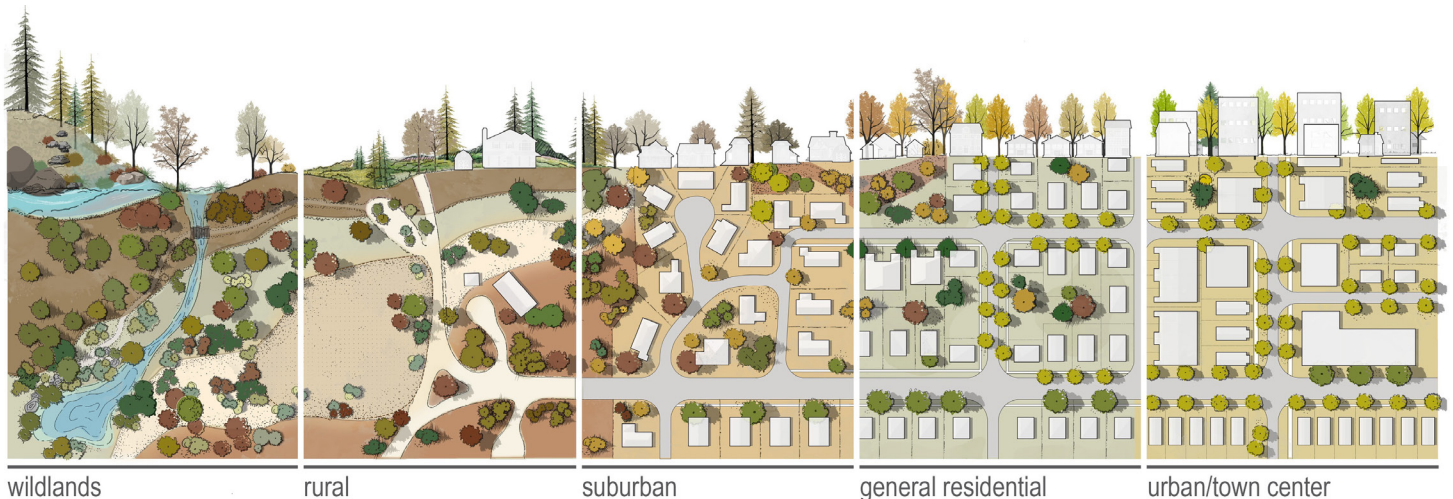 wildlands
rural
suburban
general residential
urban/town center